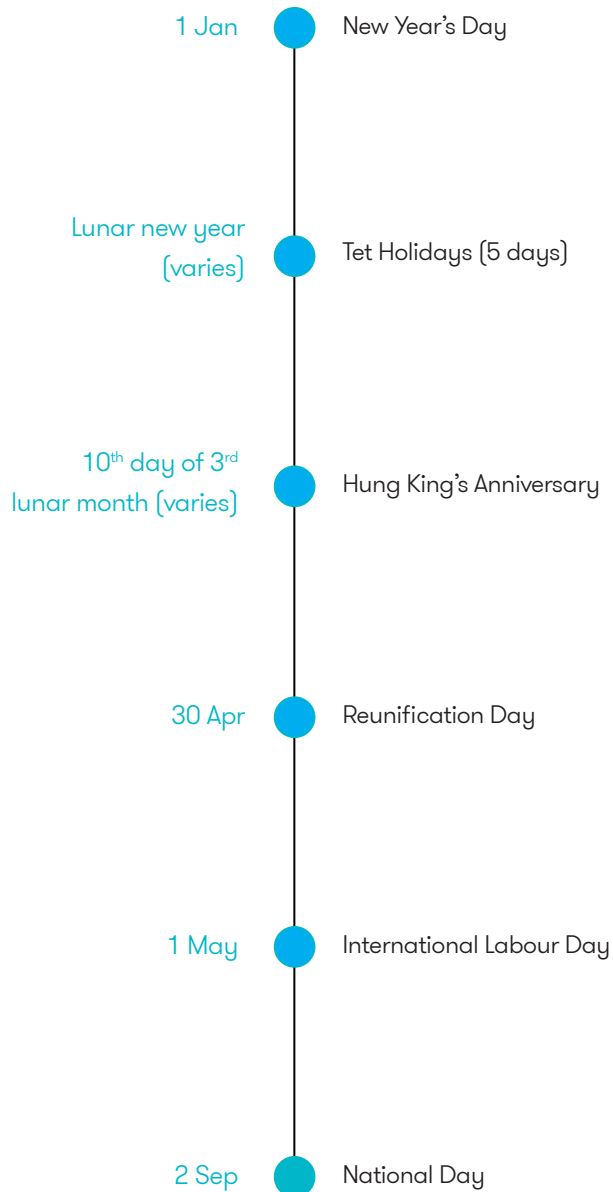 1 Jan New Year’s Day
Lunar new year
(varies) Tet Holidays (5 days)
10th day of 3rd
lunar month (varies) Hung King’s Anniversary
30 Apr Reunification Day
1 May International Labour Day
2 Sep National Day